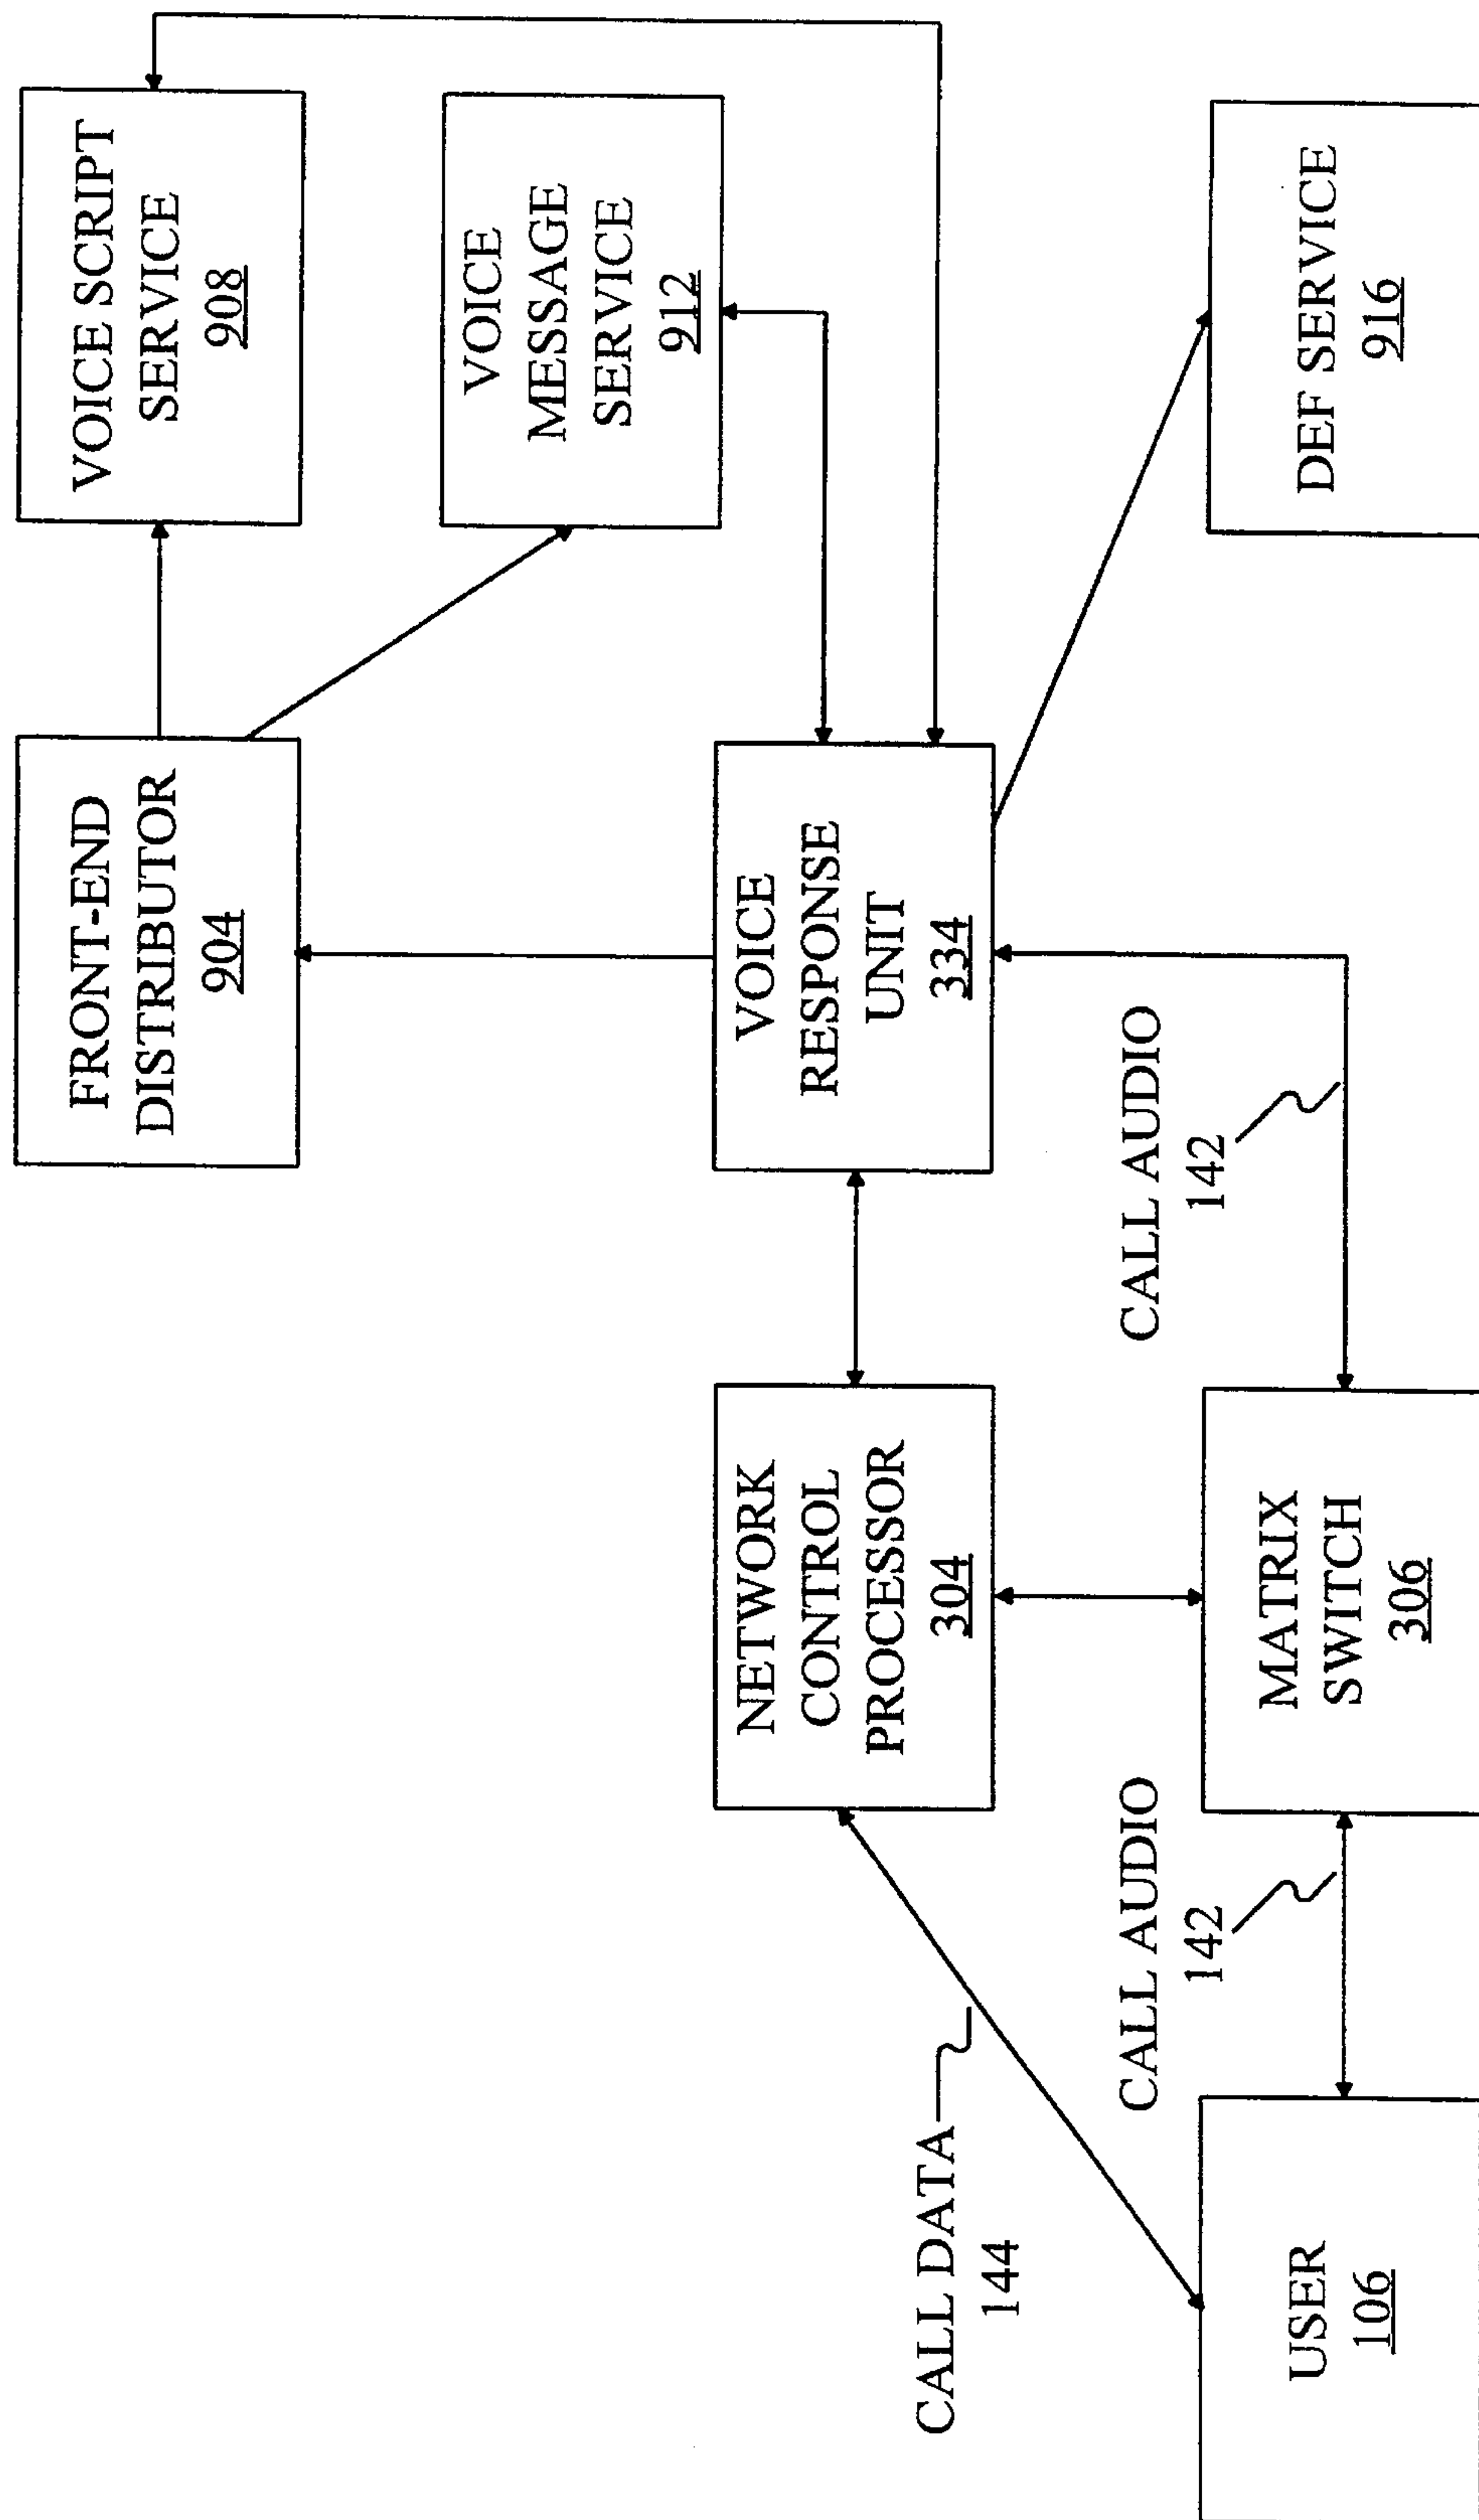 FRONT-END
DISTRIBUTOR
904
VOICE SCRIPT
SERVICE
908
VOICE
MESSAGE
SERVICE
912
NETWORK
CONTROL
PROCESSOR
304
VOICE
RESPONSE
UNIT
334
CALL DATA
144
CALL AUDIO
142
CALL AUDIO
142
USER
106
MATRIX
SWITCH
306
DEF SERVICE
916